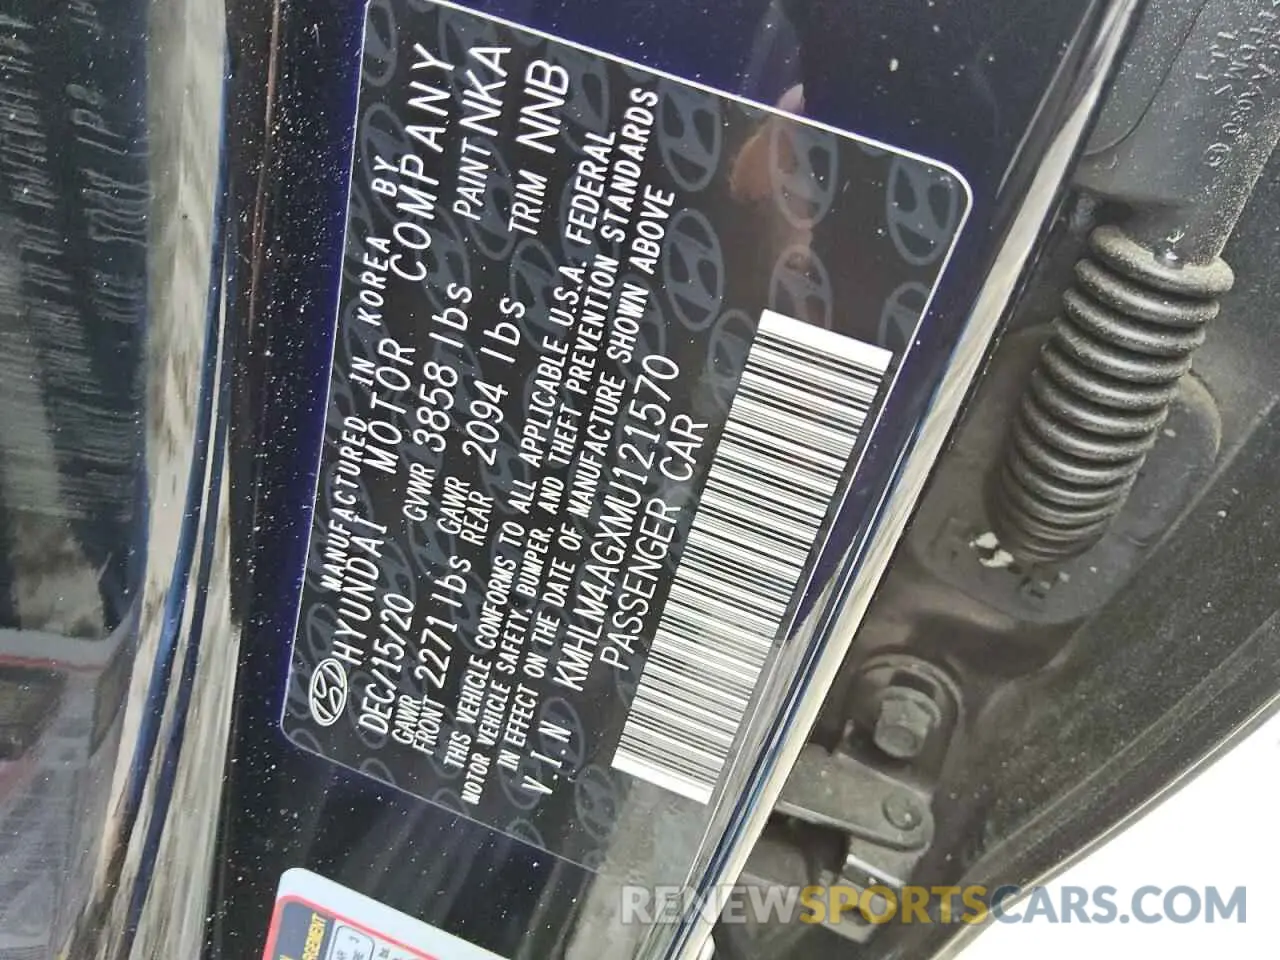 MANUFACTURED IN KOREA BY
HYUNDAI MOTOR COMPANY
DEC/15/20 GVWR 3858 lbs PAINT NKA
GAWR FRONT 2271 lbs GAWR REAR 2094 lbs TRIM NNB
THIS VEHICLE CONFORMS TO ALL APPLICABLE U.S.A. FEDERAL
MOTOR VEHICLE SAFETY, BUMPER, AND THEFT PREVENTION STANDARDS
IN EFFECT ON THE DATE OF MANUFACTURE SHOWN ABOVE
V.I.N KMHLM4AGXMU121570
PASSENGER CAR
RENEWSPORTSCARS.COM